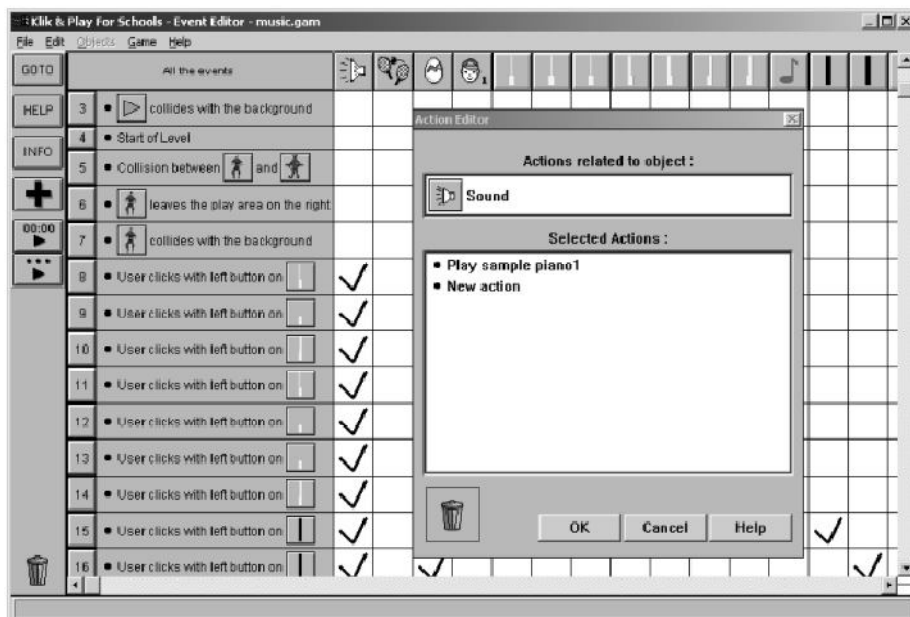 Klik & Play For Schools - Event Editor - music.gam
File Edit Objects Game Help
GOTO
All the events
1
HELP
3 • collides with the background
4 • Start of Level
INFO
5 • Collision between and
6 • leaves the play area on the right
00:00
7 • collides with the background
8 • User clicks with left button on
9 • User clicks with left button on
10 • User clicks with left button on
11 • User clicks with left button on
12 • User clicks with left button on
13 • User clicks with left button on
14 • User clicks with left button on
15 • User clicks with left button on
16 • User clicks with left button on
Action Editor
Actions related to object :
Sound
Selected Actions :
• Play sample piano1
• New action
OK Cancel Help